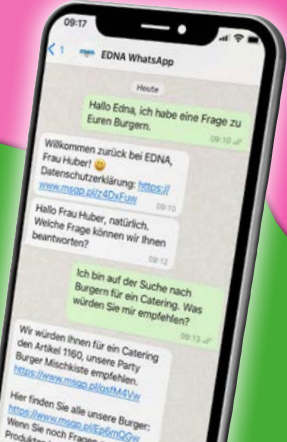 09:17
1 EDNA WhatsApp
Heute
Hallo Edna, ich habe eine Frage zu
Euren Burgern.
09:10
Willkommen zurück bei EDNA,
Frau Huber! 😀
Datenschutzerklärung: https://
www.msgp.pl/z4DxFuw
09:10
Hallo Frau Huber, natürlich.
Welche Frage können wir Ihnen
beantworten?
09:12
Ich bin auf der Suche nach
Burgern für ein Catering. Was
würden Sie mir empfehlen?
09:13
Wir würden Ihnen für ein Catering
den Artikel 1160, unsere Party
Burger Mischkiste empfehlen.
https://www.msgp.pl/gsfM4Vw
Hier finden Sie alle unsere Burger:
https://www.msgp.pl/Ep6mQGw
Wenn Sie noch Fragen